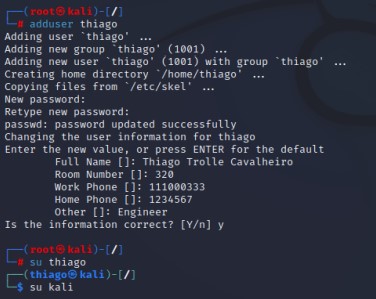 ┌──(root㉿kali)-[/]
└─# adduser thiago
Adding user `thiago' ...
Adding new group `thiago' (1001) ...
Adding new user `thiago' (1001) with group `thiago' ...
Creating home directory `/home/thiago' ...
Copying files from `/etc/skel' ...
New password:
Retype new password:
passwd: password updated successfully
Changing the user information for thiago
Enter the new value, or press ENTER for the default
Full Name []: Thiago Trolle Cavalheiro
Room Number []: 320
Work Phone []: 111000333
Home Phone []: 1234567
Other []: Engineer
Is the information correct? [Y/n] y
┌──(root㉿kali)-[/]
└─# su thiago
┌──(thiago㉿kali)-[/]
└─$ su kali